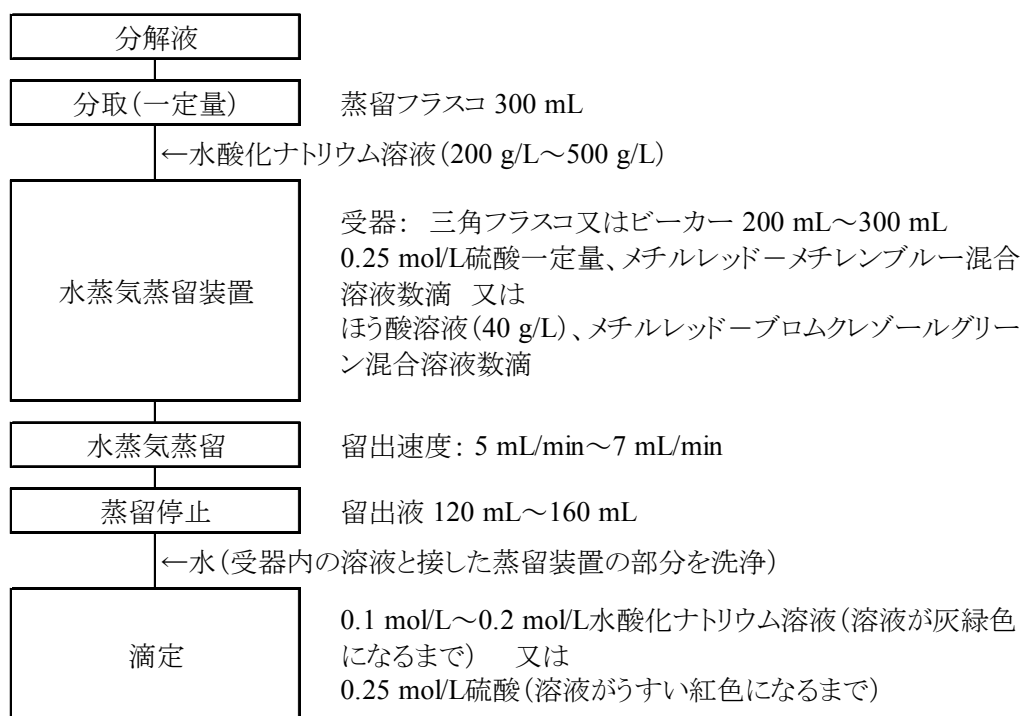 分解液
分取(一定量) 蒸留フラスコ 300 mL
←水酸化ナトリウム溶液(200 g/L～500 g/L)
水蒸気蒸留装置
受器: 三角フラスコ又はビーカー 200 mL～300 mL
0.25 mol/L硫酸一定量、メチルレッド－メチレンブルー混合
溶液数滴 又は
ほう酸溶液(40 g/L)、メチルレッド－ブロムクレゾールグリー
ン混合溶液数滴
水蒸気蒸留 留出速度: 5 mL/min～7 mL/min
蒸留停止 留出液 120 mL～160 mL
←水(受器内の溶液と接した蒸留装置の部分を洗浄)
滴定
0.1 mol/L～0.2 mol/L水酸化ナトリウム溶液(溶液が灰緑色
になるまで) 又は
0.25 mol/L硫酸(溶液がうすい紅色になるまで)